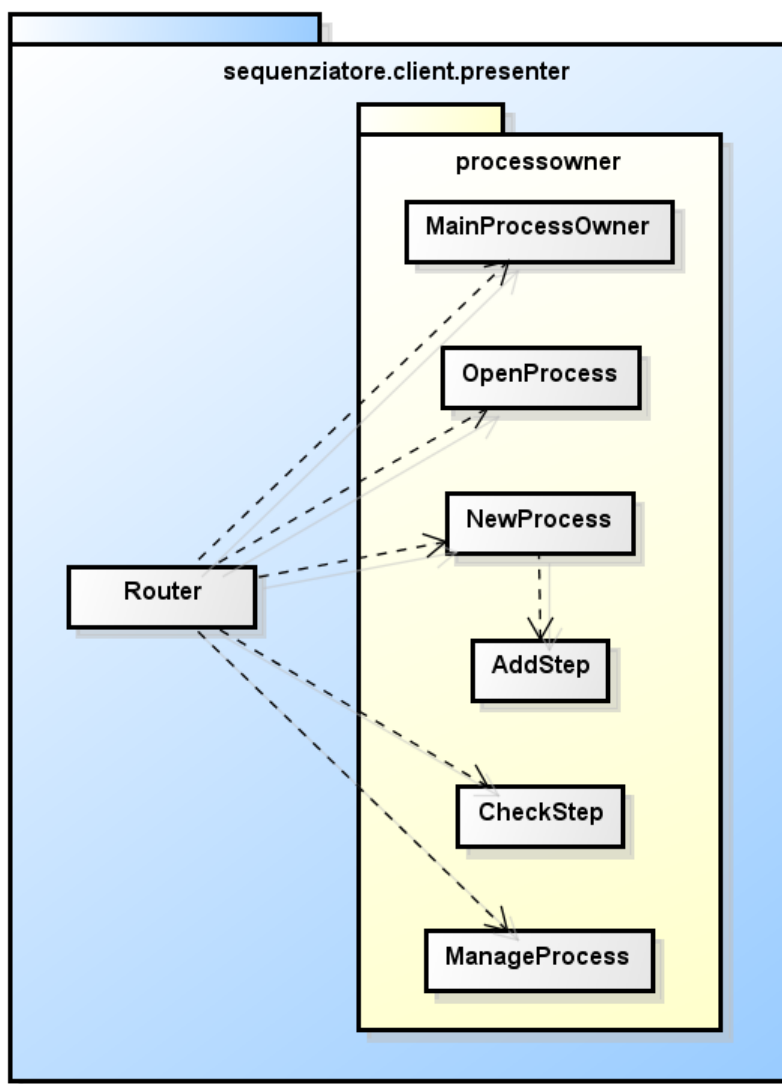 sequenziatore.client.presenter
processowner
MainProcessOwner
OpenProcess
NewProcess
Router
AddStep
CheckStep
ManageProcess